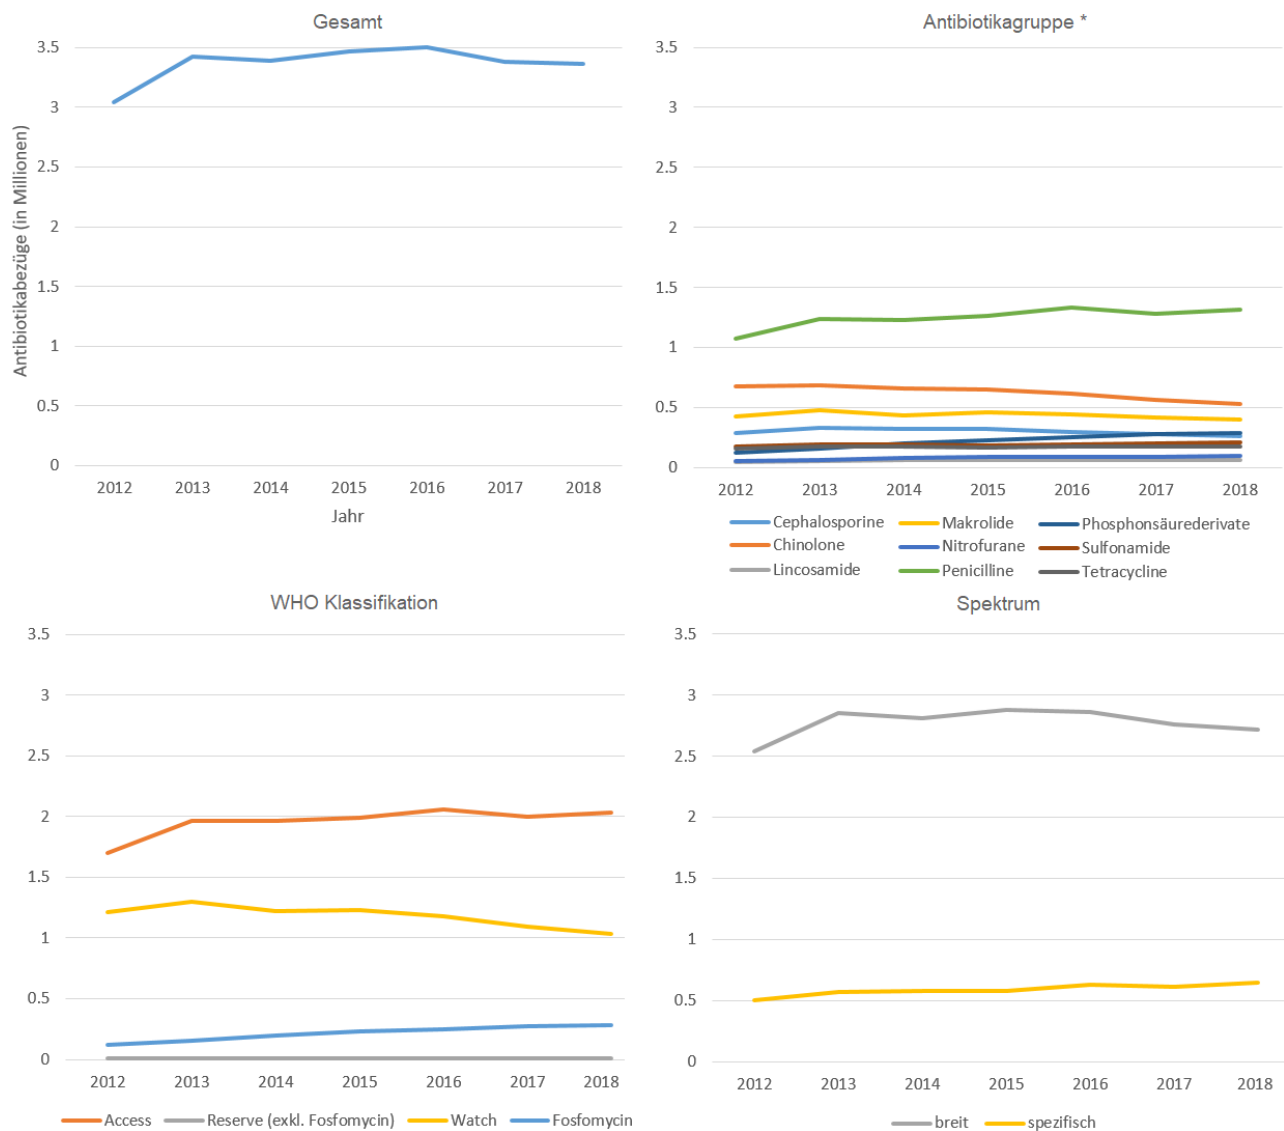 Gesamt
Antibiotikabezüge (in Millionen)
3.5
3
2.5
2
1.5
1
0.5
0
2012 2013 2014 2015 2016 2017 2018
Jahr
Antibiotikagruppe *
3.5
3
2.5
2
1.5
1
0.5
0
2012 2013 2014 2015 2016 2017 2018
Cephalosporine Makrolide Phosphonsäurederivate
Chinolone Nitrofurane Sulfonamide
Lincosamide Penicilline Tetracycline
WHO Klassifikation
3.5
3
2.5
2
1.5
1
0.5
0
2012 2013 2014 2015 2016 2017 2018
Access Reserve (exkl. Fosfomycin) Watch Fosfomycin
Spektrum
3.5
3
2.5
2
1.5
1
0.5
0
2012 2013 2014 2015 2016 2017 2018
breit spezifisch